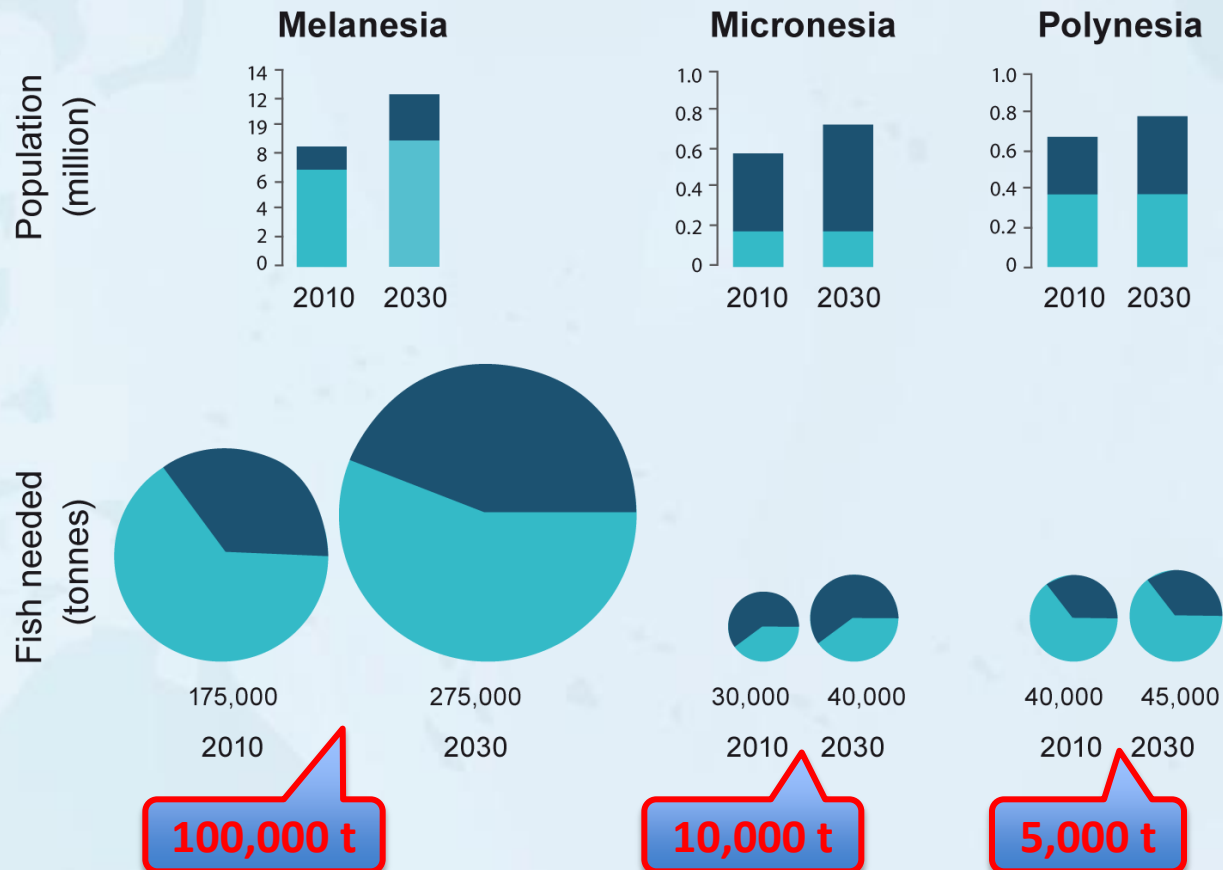 Melanesia
Micronesia
Polynesia
Population
(million)
14
12
19
8
6
4
2
0
2010 2030
1.0
0.8
0.6
0.4
0.2
0
2010 2030
1.0
0.8
0.6
0.4
0.2
0
2010 2030
Fish needed
(tonnes)
175,000 275,000
2010 2030
30,000 40,000
2010 2030
40,000 45,000
2010 2030
100,000 t
10,000 t
5,000 t